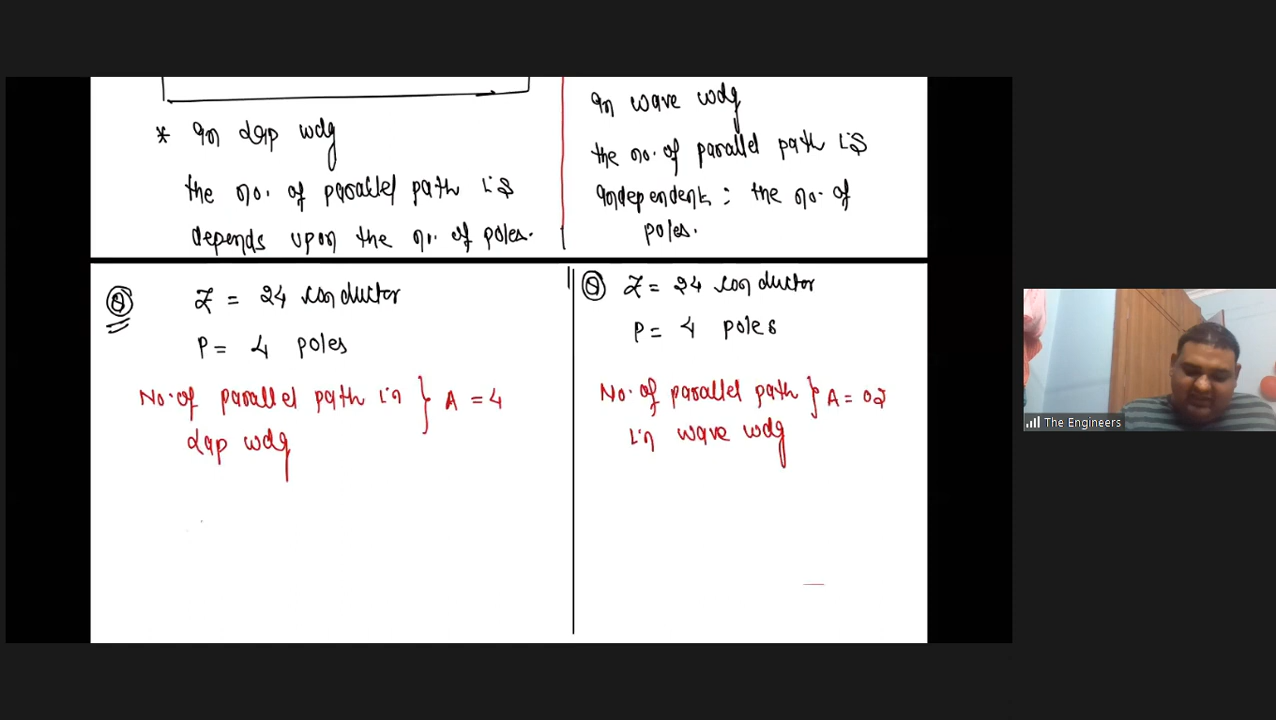 * In Lap wdg
the no. of parallel path is
depends upon the no. of poles.
In wave wdg
the no. of parallel path is
independent : the no. of
poles.
Q Z = 24 conductor
P = 4 poles
No. of parallel path in } A = 4
Lap wdg
Q Z = 24 conductor
P = 4 poles
No. of parallel path } A = 02
in wave wdg
The Engineers